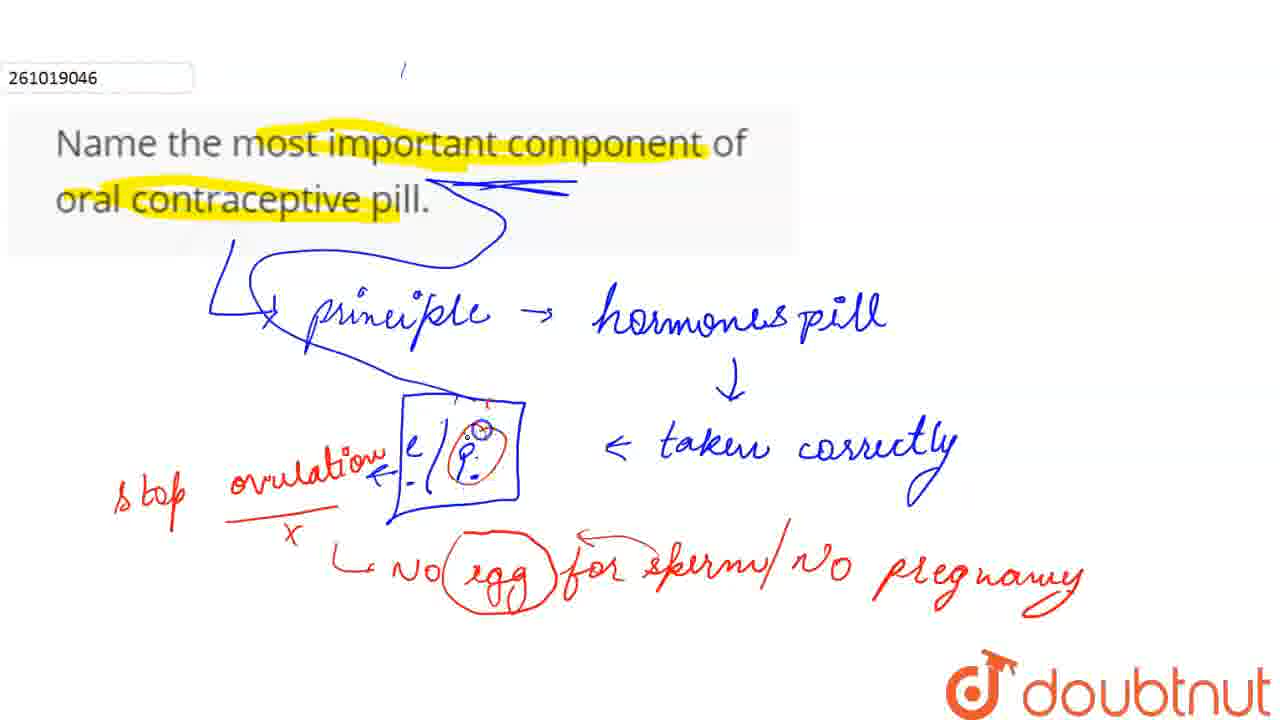 261019046
Name the most important component of
oral contraceptive pill.
principle → hormones pill
e / p.
← taken correctly
stop ovulation
x
No egg for sperm / No pregnancy
doubtnut